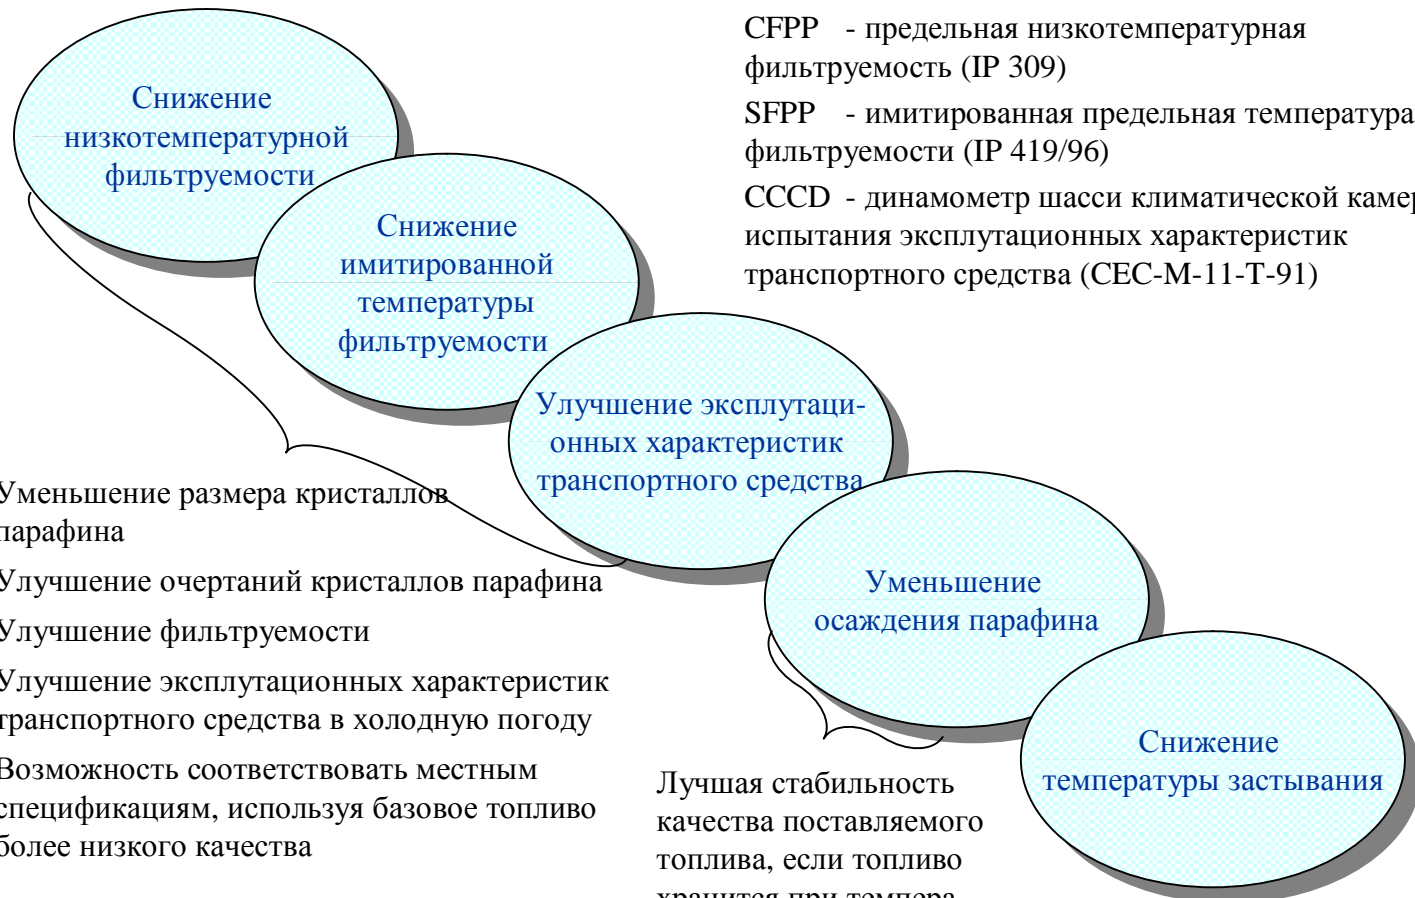 CFPP - предельная низкотемпературная
фильтруемость (IP 309)
SFPP - имитированная предельная температура
фильтруемости (IP 419/96)
CCCD - динамометр шасси климатической
испытания эксплутационных характеристик
транспортного средства (CEC-M-11-T-91)
Снижение
низкотемпературной
фильтруемости
Снижение
имитированной
температуры
фильтруемости
Улучшение эксплутаци-
онных характеристик
транспортного средства
Уменьшение
осаждения парафина
Снижение
температуры застывания
Уменьшение размера кристаллов
парафина
Улучшение очертаний кристаллов парафина
Улучшение фильтруемости
Улучшение эксплутационных характеристик
транспортного средства в холодную погоду
Возможность соответствовать местным
спецификациям, используя базовое топливо
более низкого качества
Лучшая стабильность
качества поставляемого
топлива, если топливо
хранится при темпера-